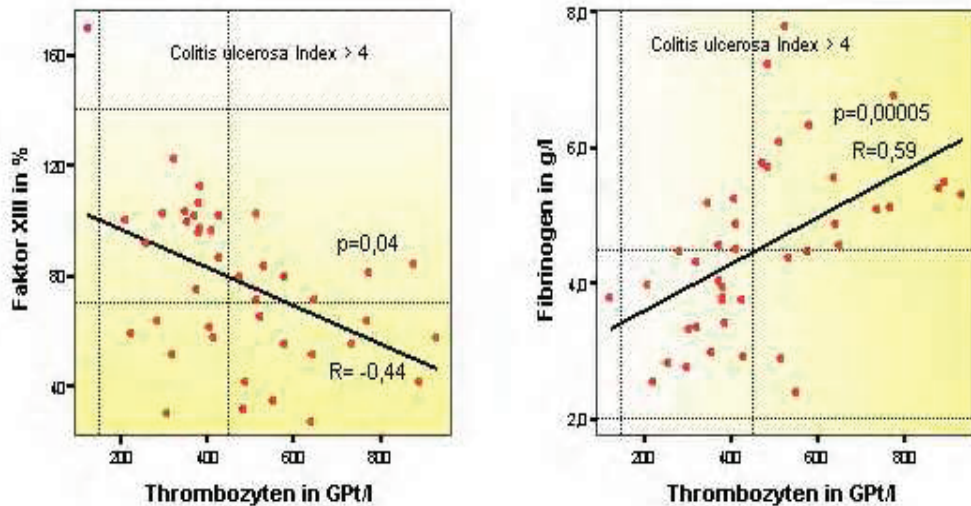 Colitis ulcerosa Index > 4
Faktor XIII in %
160
120
80
40
p=0,04
R= -0,44
200
400
600
800
Thrombozyten in GPt/l
Colitis ulcerosa Index > 4
Fibrinogen in g/l
8,0
6,0
4,0
2,0
p=0,00005
R=0,59
200
400
600
800
Thrombozyten in GPt/l